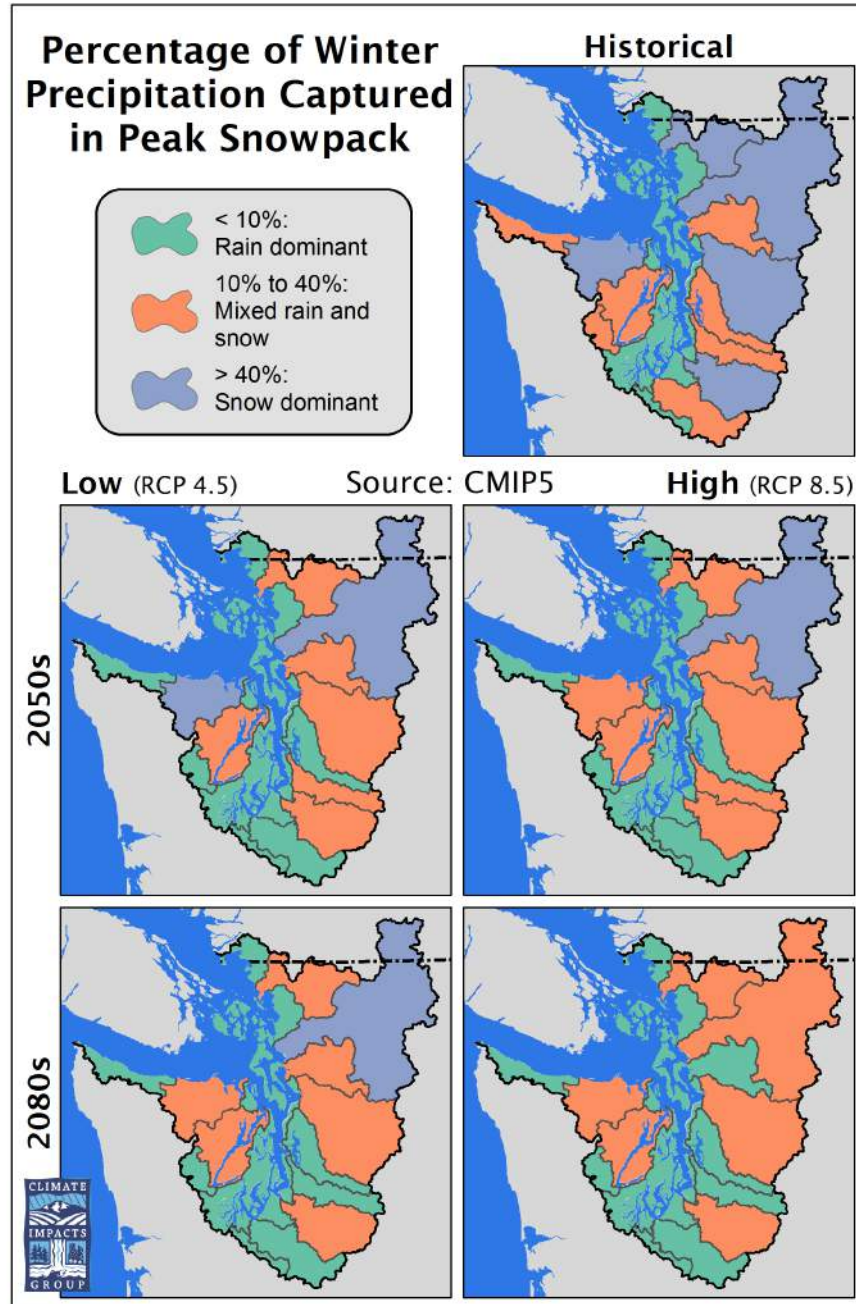 Percentage of Winter
Precipitation Captured
in Peak Snowpack
Historical
< 10%:
Rain dominant
10% to 40%:
Mixed rain and
snow
> 40%:
Snow dominant
Low (RCP 4.5)
Source: CMIP5
High (RCP 8.5)
2050s
2080s
CLIMATE
IMPACTS
GROUP